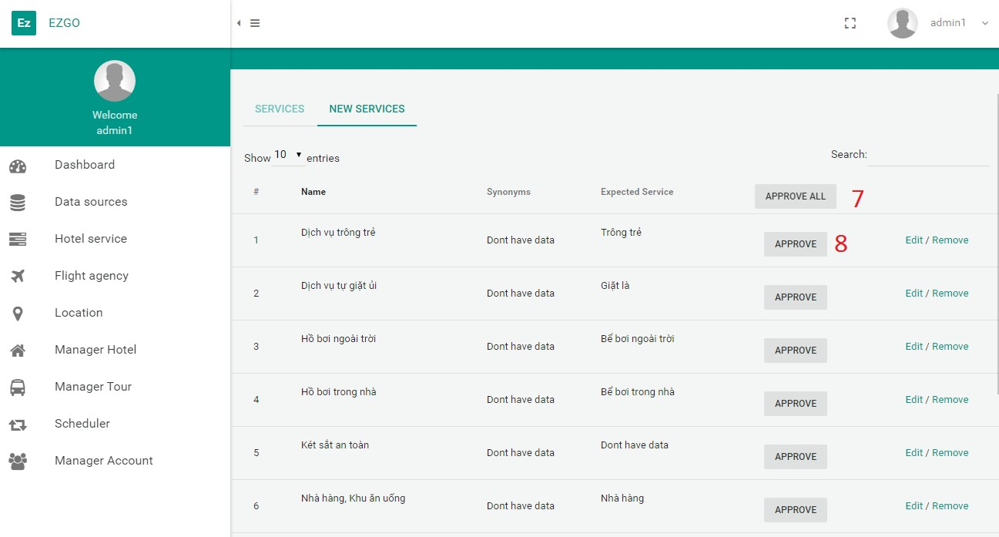 Ez EZGO
admin1
Welcome
admin1
Dashboard
Data sources
Hotel service
Flight agency
Location
Manager Hotel
Manager Tour
Scheduler
Manager Account
SERVICES NEW SERVICES
Show 10 entries
Search:
# Name Synonyms Expected Service APPROVE ALL 7
1 Dịch vụ trông trẻ Dont have data Trông trẻ APPROVE 8 Edit / Remove
2 Dịch vụ tự giặt ủi Dont have data Giặt là APPROVE Edit / Remove
3 Hồ bơi ngoài trời Dont have data Bể bơi ngoài trời APPROVE Edit / Remove
4 Hồ bơi trong nhà Dont have data Bể bơi trong nhà APPROVE Edit / Remove
5 Két sắt an toàn Dont have data Dont have data APPROVE Edit / Remove
6 Nhà hàng, Khu ăn uống Dont have data Nhà hàng APPROVE Edit / Remove